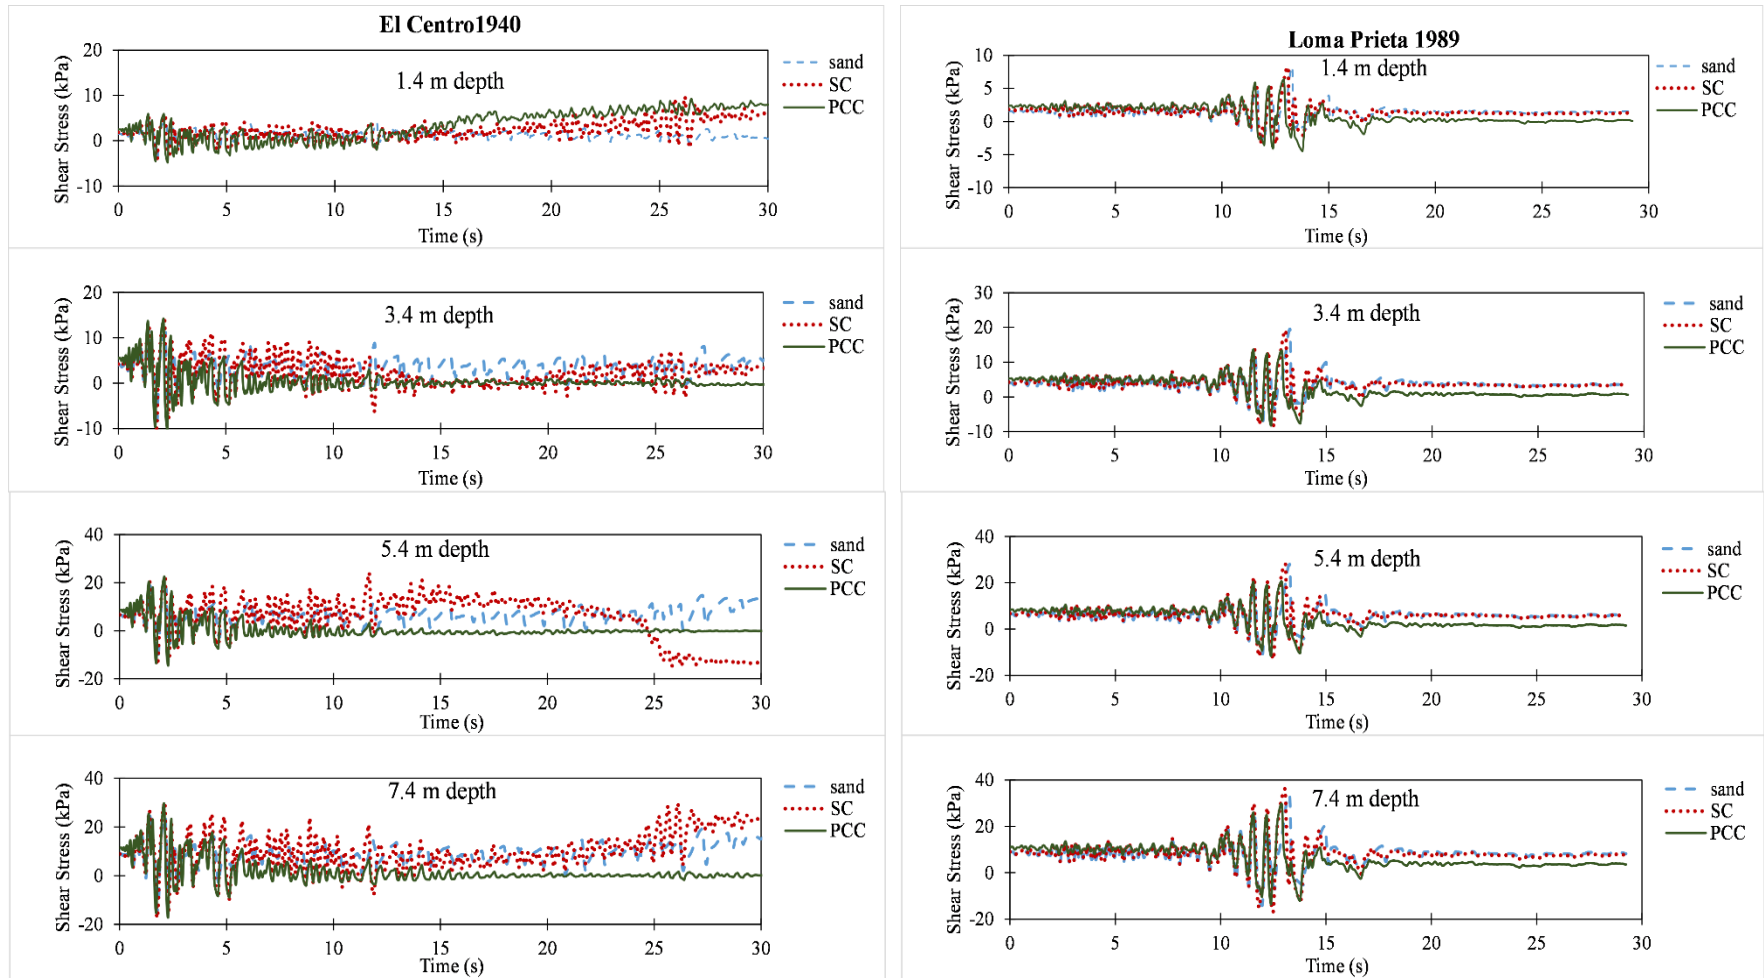 El Centro1940
Shear Stress (kPa)
20
10
0
-10
1.4 m depth
sand
SC
PCC
0 5 10 15 20 25 30
Time (s)
Shear Stress (kPa)
20
10
0
-10
3.4 m depth
sand
SC
PCC
0 5 10 15 20 25 30
Time (s)
Shear Stress (kPa)
40
20
0
-20
5.4 m depth
sand
SC
PCC
0 5 10 15 20 25 30
Time (s)
Shear Stress (kPa)
40
20
0
-20
7.4 m depth
sand
SC
PCC
0 5 10 15 20 25 30
Time (s)
Loma Prieta 1989
Shear Stress (kPa)
10
5
0
-5
-10
1.4 m depth
sand
SC
PCC
0 5 10 15 20 25 30
Time (s)
Shear Stress (kPa)
30
20
10
0
-10
3.4 m depth
sand
SC
PCC
0 5 10 15 20 25 30
Time (s)
Shear Stress (kPa)
40
20
0
-20
5.4 m depth
sand
SC
PCC
0 5 10 15 20 25 30
Time (s)
Shear Stress (kPa)
40
20
0
-20
7.4 m depth
sand
SC
PCC
0 5 10 15 20 25 30
Time (s)